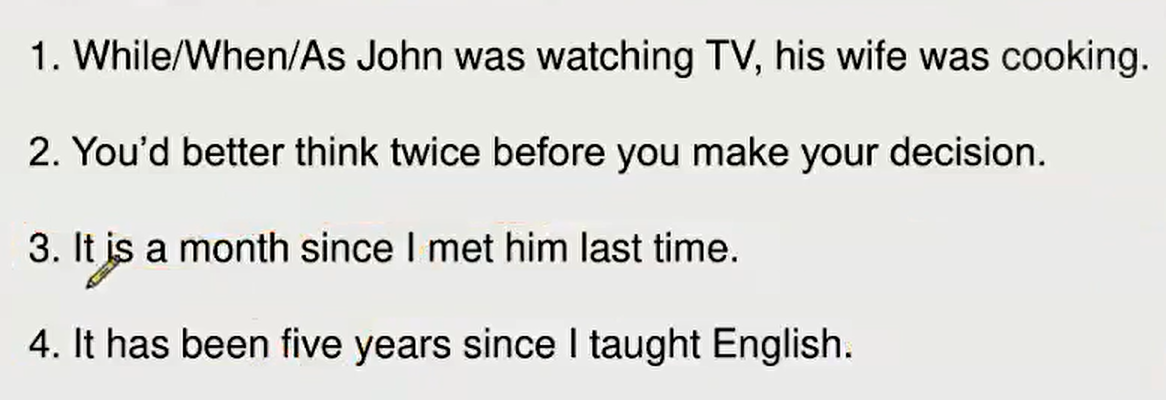 1. While/When/As John was watching TV, his wife was cooking.
2. You'd better think twice before you make your decision.
3. It is a month since I met him last time.
4. It has been five years since I taught English.